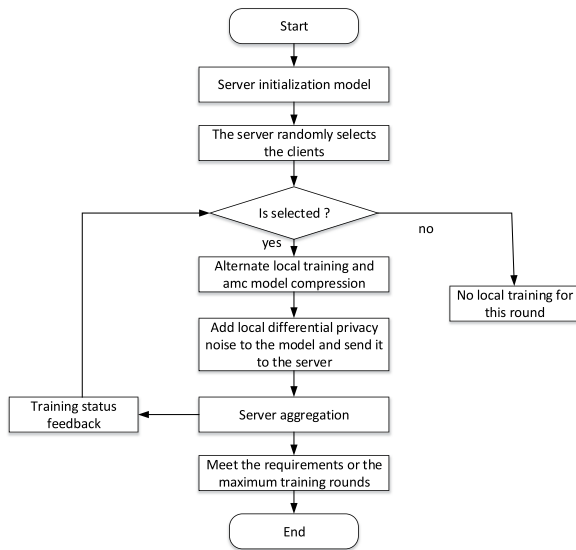 Start
Server initialization model
The server randomly selects
the clients
Is selected ?
no
yes
Alternate local training and
amc model compression
No local training for
this round
Add local differential privacy
noise to the model and send it
to the server
Training status
feedback
Server aggregation
Meet the requirements or the
maximum training rounds
End